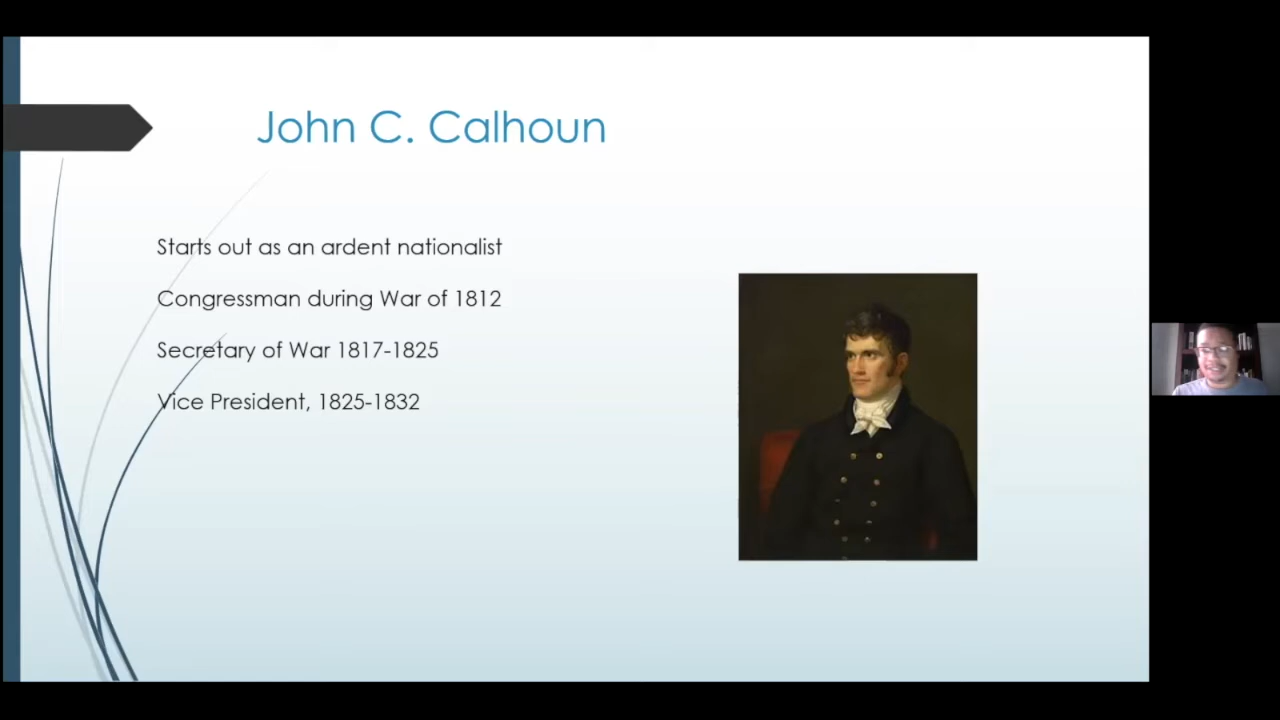 John C. Calhoun
Starts out as an ardent nationalist
Congressman during War of 1812
Secretary of War 1817-1825
Vice President, 1825-1832